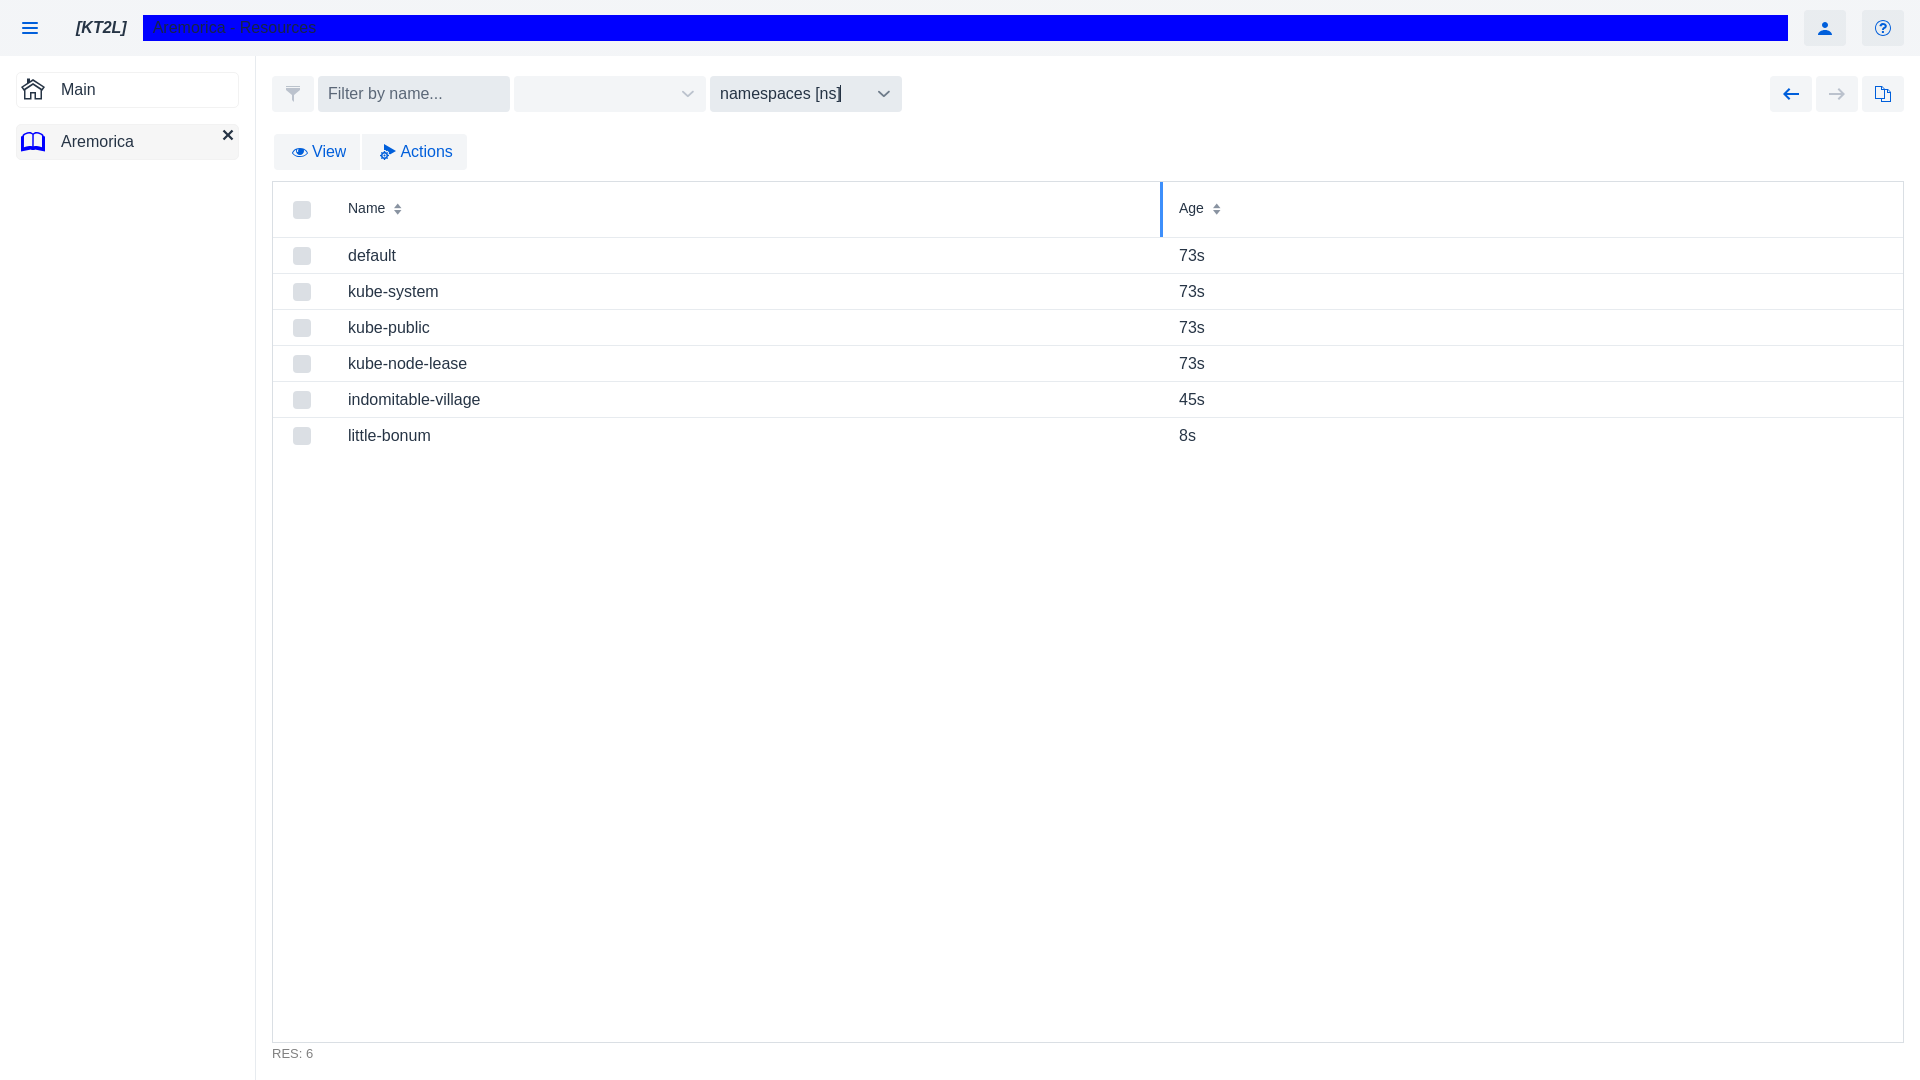 [KT2L] Aremorica - Resources
Main
Aremorica
Filter by name... namespaces [ns]
View Actions
Name Age
default 73s
kube-system 73s
kube-public 73s
kube-node-lease 73s
indomitable-village 45s
little-bonum 8s
RES: 6